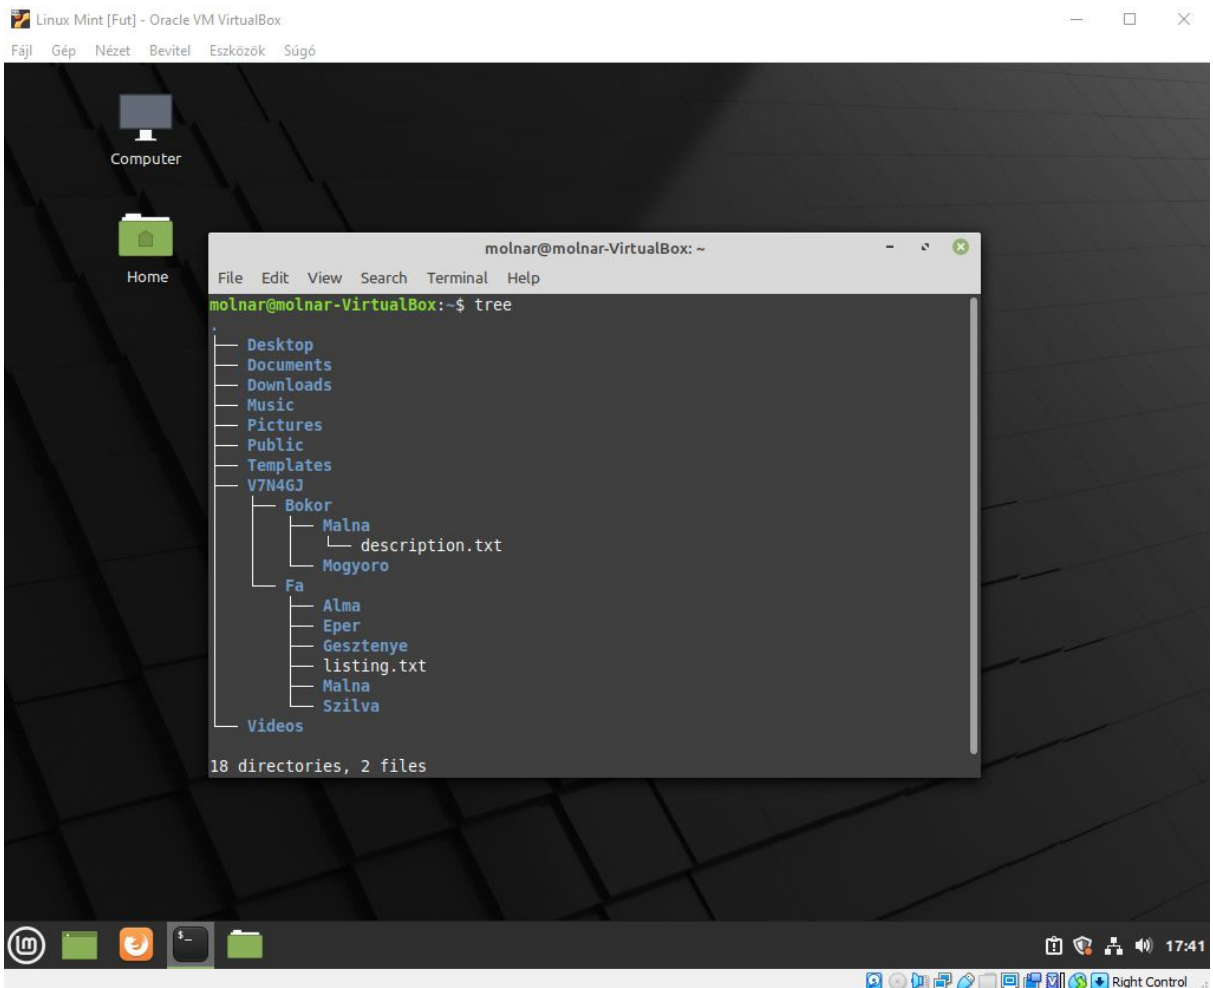 Linux Mint [Fut] - Oracle VM VirtualBox
Fájl Gép Nézet Bevitel Eszközök Súgó
Computer
Home
molnar@molnar-VirtualBox: ~
File Edit View Search Terminal Help
molnar@molnar-VirtualBox:~$ tree
.
├── Desktop
├── Documents
├── Downloads
├── Music
├── Pictures
├── Public
├── Templates
├── V7N4GJ
│   ├── Bokor
│   │   ├── Malna
│   │   │   └── description.txt
│   │   └── Mogyoro
│   └── Fa
│       ├── Alma
│       ├── Eper
│       ├── Gesztenye
│       ├── listing.txt
│       ├── Malna
│       └── Szilva
└── Videos
18 directories, 2 files
17:41
Right Control